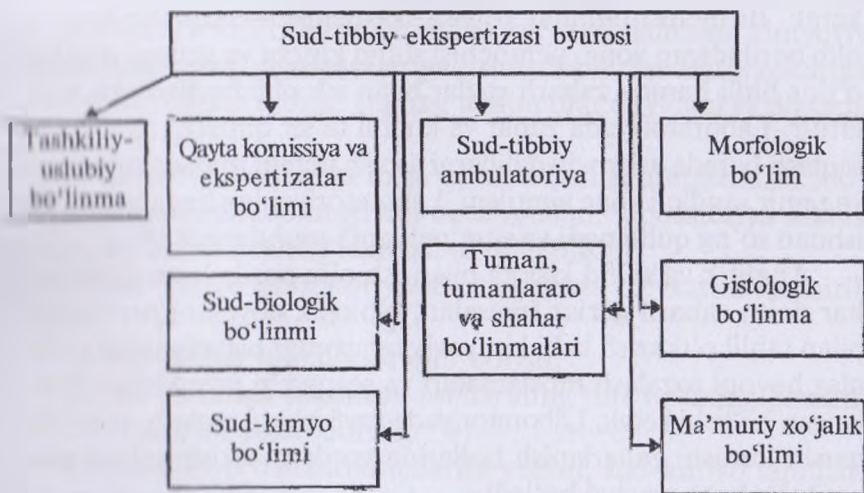 Sud-tibbiy ekispertizasi byurosi
Tashkiliy-
uslubiy
bo‘linma
Qayta komissiya va
ekspertizalar
bo‘limi
Sud-tibbiy
ambulatoriya
Morfologik
bo‘lim
Sud-biologik
bo‘linmi
Tuman,
tumanlararo
va shahar
bo‘linmalari
Gistologik
bo‘linma
Sud-kimyo
bo‘limi
Ma’muriy xo‘jalik
bo‘limi